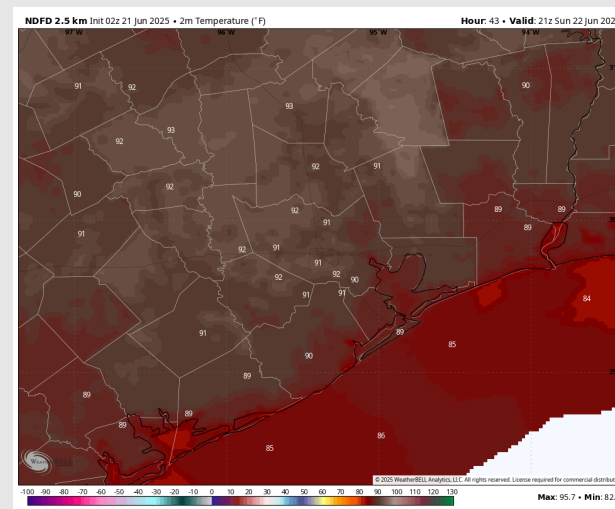 NDFD 2.5 km Init 02z 21 Jun 2025 • 2m Temperature (°F)
Hour: 43 • Valid: 21z Sun 22 Jun 202
97°W 96°W 95°W 94°W
91 92 90
93
92 93
92 91
90 92
92 89 89
91 91 89
92 91
91
92 92 90
91 91
91 89 84
85
90
89
89
89
89
85 86
© 2025 WeatherBELL Analytics, LLC. All rights reserved. License required for commercial distribu
-100 -90 -80 -70 -60 -50 -40 -30 -20 -10 0 10 20 30 40 50 60 70 80 90 100 110 120 130
Max: 95.7 • Min: 82.